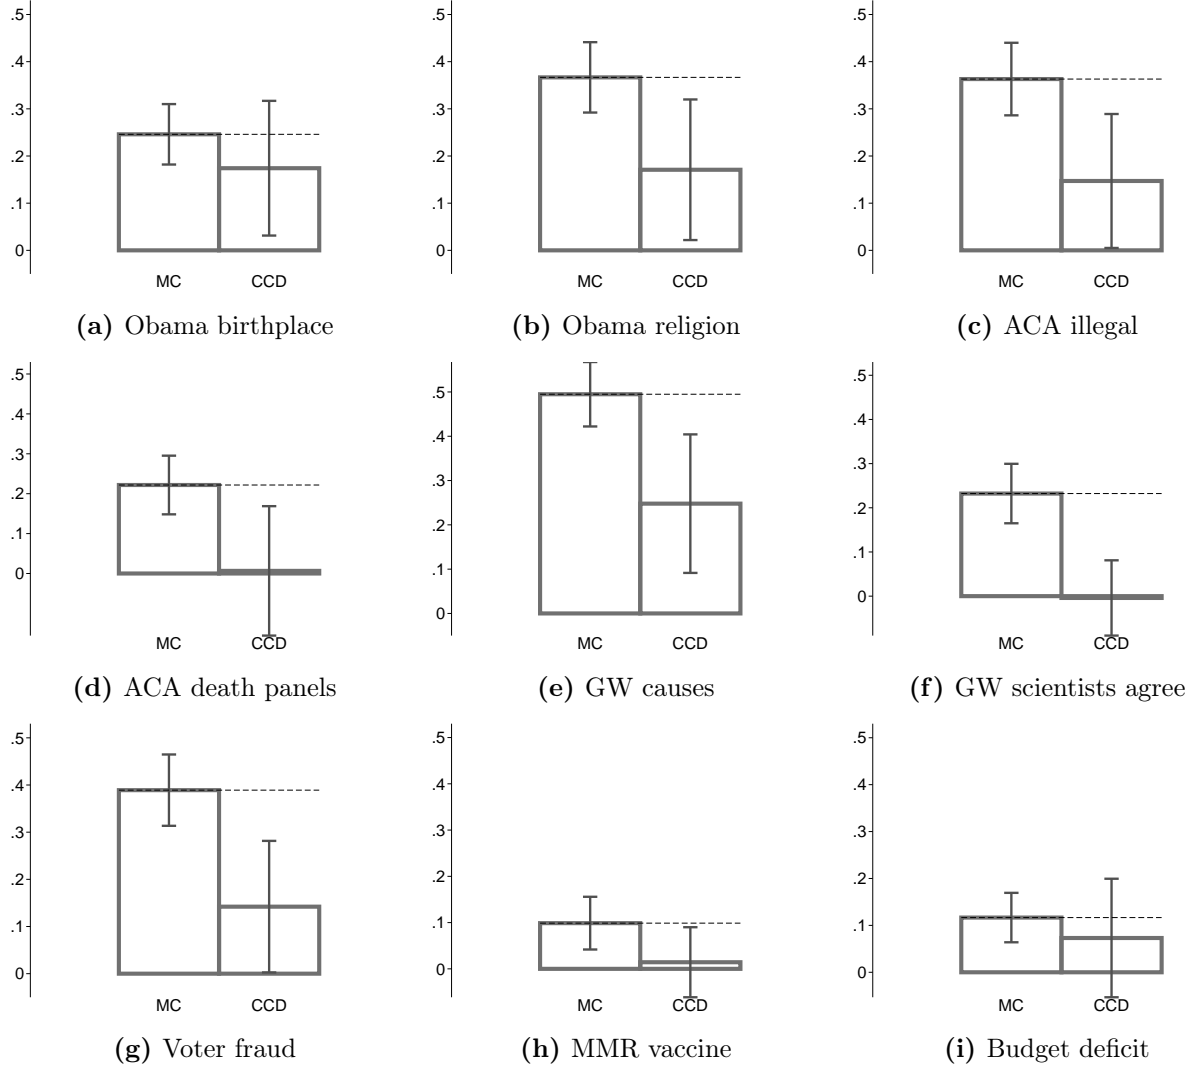 .5 .5 .5
.4 .4 .4
.3 .3 .3
.2 .2 .2
.1 .1 .1
0 0 0
MC CCD MC CCD MC CCD
(a) Obama birthplace (b) Obama religion (c) ACA illegal
.5 .5 .5
.4 .4 .4
.3 .3 .3
.2 .2 .2
.1 .1 .1
0 0 0
MC CCD MC CCD MC CCD
(d) ACA death panels (e) GW causes (f) GW scientists agree
.5 .5 .5
.4 .4 .4
.3 .3 .3
.2 .2 .2
.1 .1 .1
0 0 0
MC CCD MC CCD MC CCD
(g) Voter fraud (h) MMR vaccine (i) Budget deficit